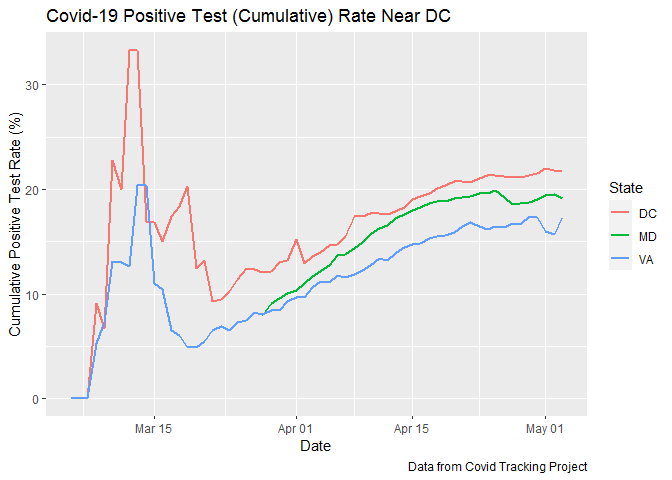 Covid-19 Positive Test (Cumulative) Rate Near DC
Cumulative Positive Test Rate (%)
30
20
10
0
Mar 15
Apr 01
Apr 15
May 01
Date
State
DC
MD
VA
Data from Covid Tracking Project